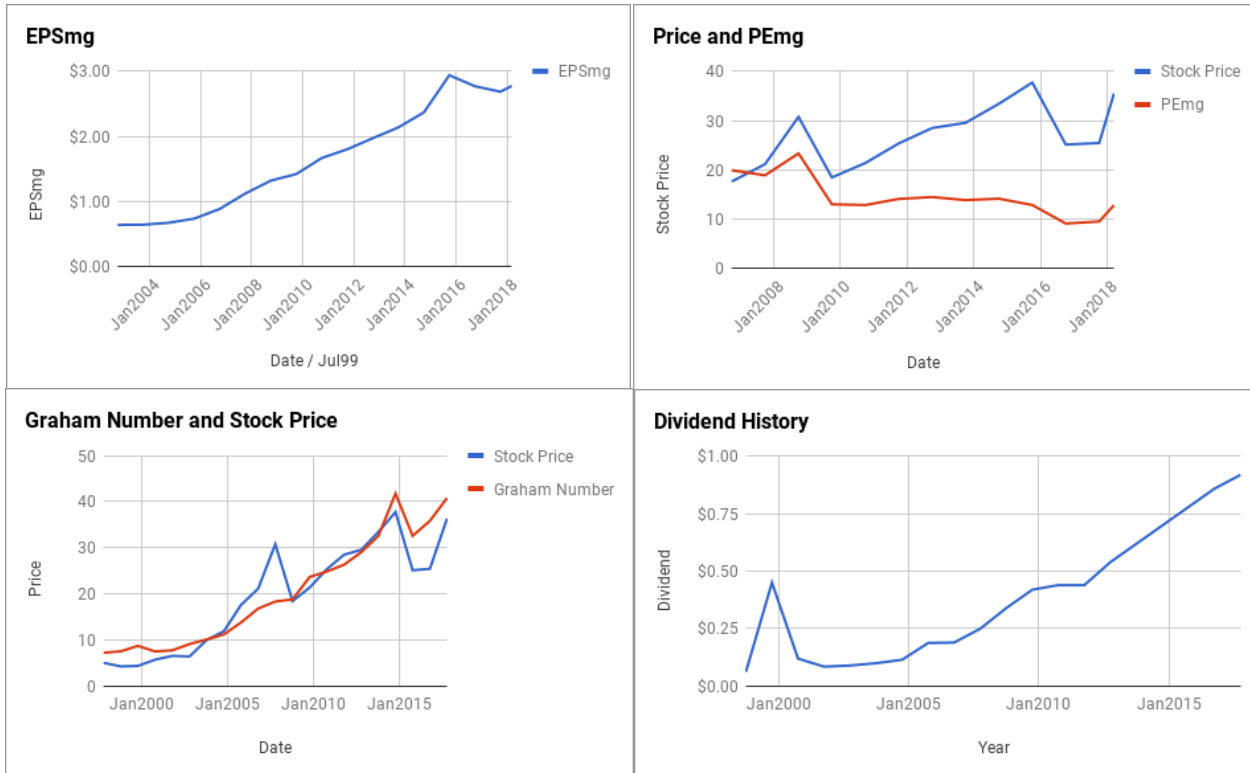 EPSmg
EPSmg
$3.00
$2.00
$1.00
$0.00
EPSmg
Jan2004
Jan2006
Jan2008
Jan2010
Jan2012
Jan2014
Jan2016
Jan2018
Date / Jul99
Price and PEmg
Stock Price
PEmg
40
30
20
10
0
Stock Price
Jan2008
Jan2010
Jan2012
Jan2014
Jan2016
Jan2018
Date
Graham Number and Stock Price
Stock Price
Graham Number
50
40
30
20
10
0
Price
Jan2000
Jan2005
Jan2010
Jan2015
Date
Dividend History
$1.00
$0.75
$0.50
$0.25
$0.00
Dividend
Jan2000
Jan2005
Jan2010
Jan2015
Year